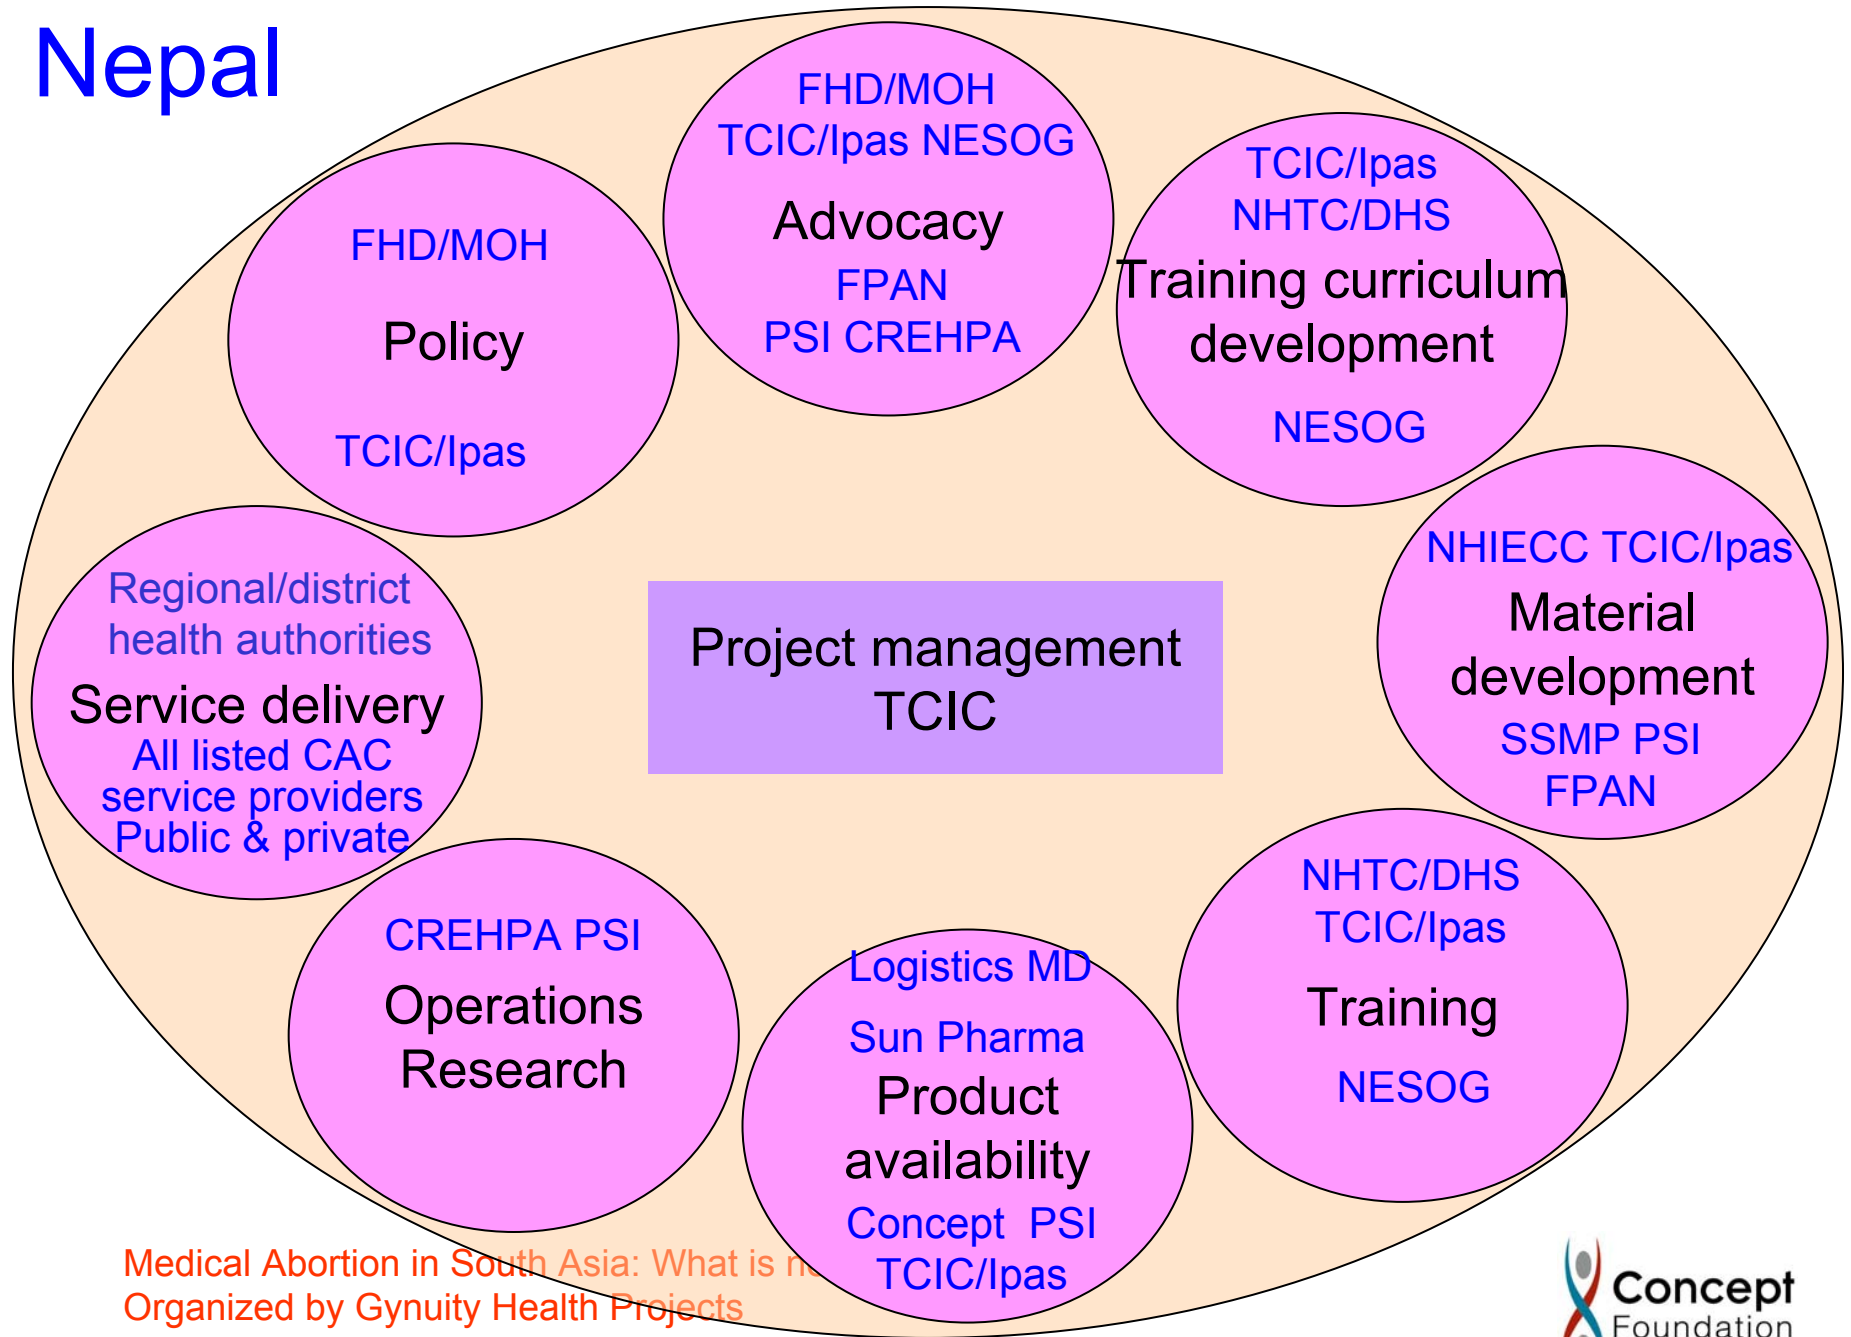 Nepal
FHD/MOH
TCIC/Ipas NESOG
Advocacy
FPAN
PSI CREHPA
TCIC/Ipas
NHTC/DHS
Training curriculum
development
NESOG
FHD/MOH
Policy
TCIC/Ipas
NHIECC TCIC/Ipas
Material
development
SSMP PSI
FPAN
Regional/district
health authorities
Service delivery
All listed CAC
service providers
Public & private
Project management
TCIC
NHTC/DHS
TCIC/Ipas
Training
NESOG
CREHPA PSI
Operations
Research
Logistics MD
Sun Pharma
Product
availability
Concept PSI
TCIC/Ipas
Medical Abortion in South Asia: What is
Organized by Gynuity Health Projects
Concept
Foundation